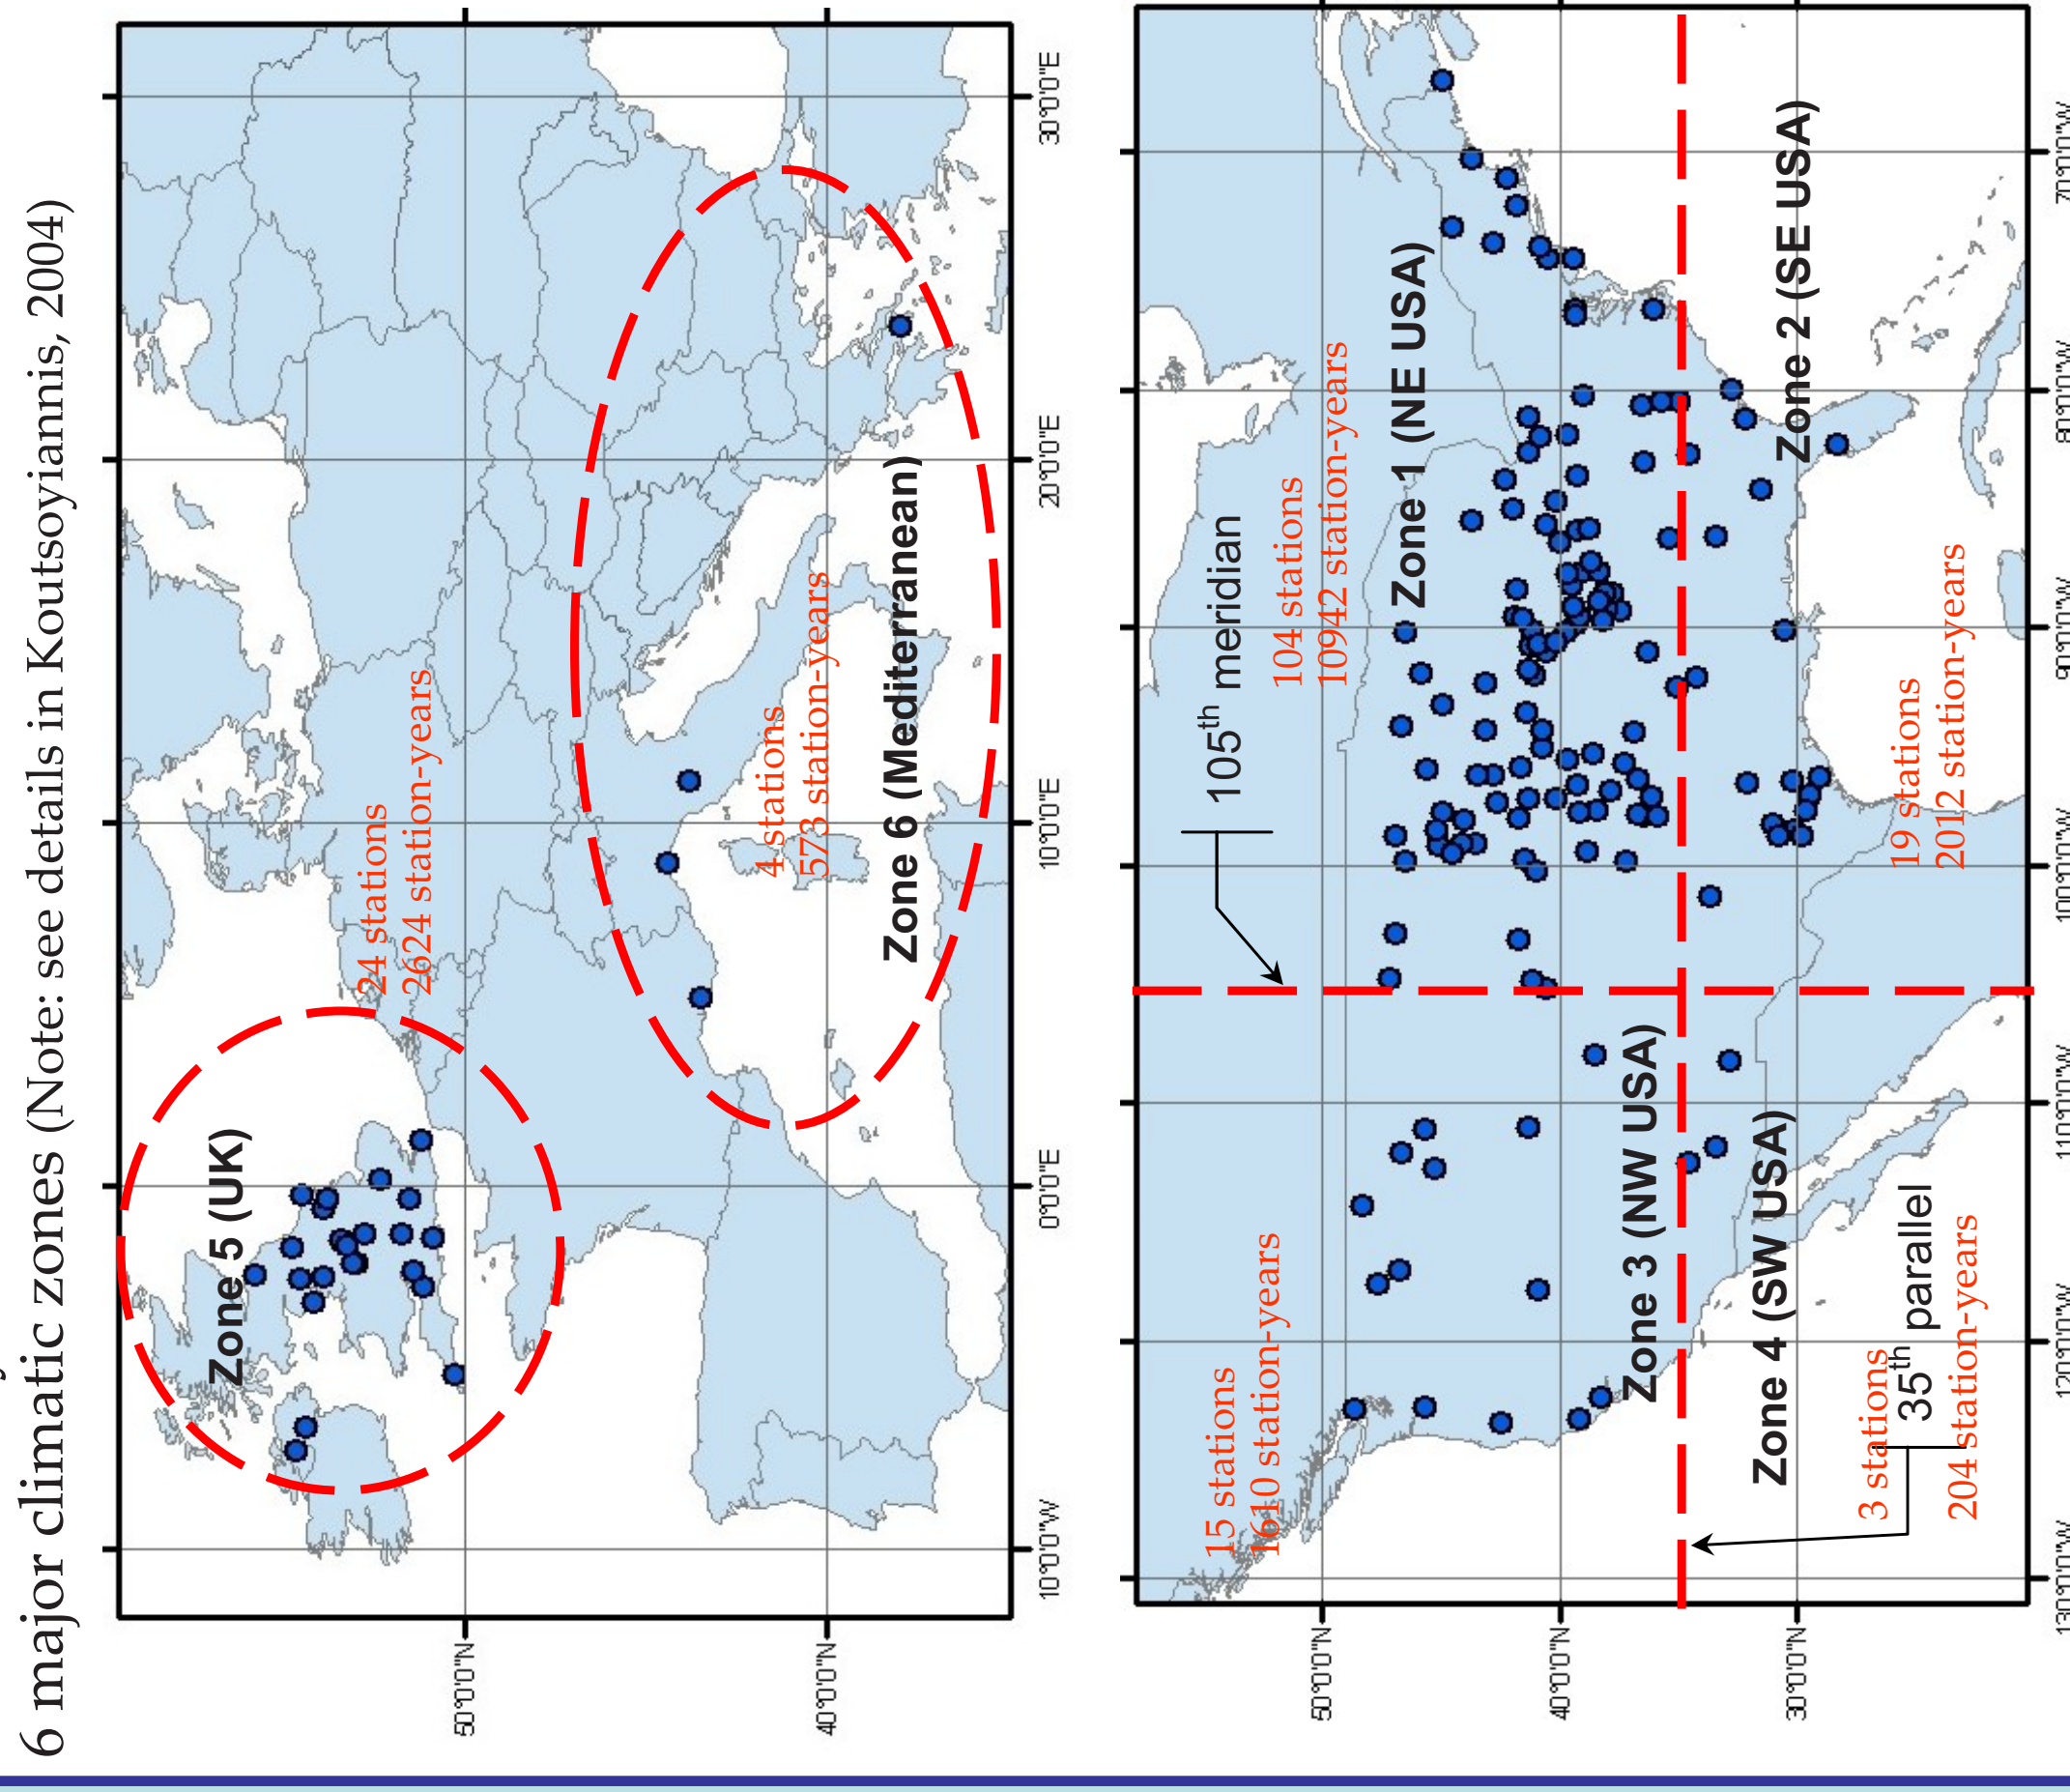 6 major climatic zones (Note: see details in Koutsoyiannis, 2004)
Zone 5 (UK)
24 stations
2624 station-years
4 stations
573 station-years
Zone 6 (Mediterranean)
50°0'0"N
40°0'0"N
10°0'0"W
0°0'0"E
10°0'0"E
20°0'0"E
30°0'0"E
15 stations
1610 station-years
105th meridian
104 stations
10942 station-years
Zone 1 (NE USA)
Zone 3 (NW USA)
Zone 4 (SW USA)
Zone 2 (SE USA)
3 stations
35th parallel
204 station-years
19 stations
2012 station-years
50°0'0"N
40°0'0"N
30°0'0"N
130°0'0"W
120°0'0"W
110°0'0"W
100°0'0"W
90°0'0"W
80°0'0"W
70°0'0"W